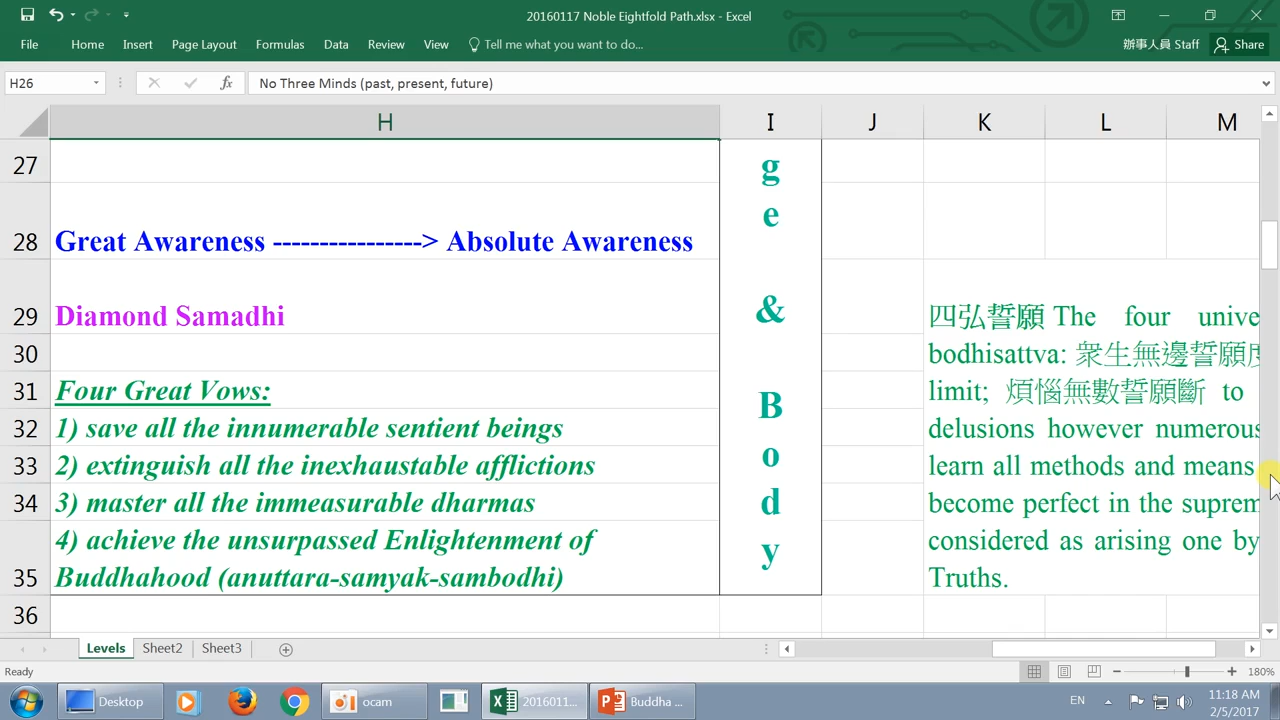 20160117 Noble Eightfold Path.xlsx - Excel
File Home Insert Page Layout Formulas Data Review View Tell me what you want to do... 辦事人員 Staff Share
H26 fx No Three Minds (past, present, future)
H I J K L M
27 g
e
28 Great Awareness ----------------> Absolute Awareness
29 Diamond Samadhi & 四弘誓願 The four unive
30 bodhisattva: 衆生無邊誓願度
31 Four Great Vows: B limit; 煩惱無數誓願斷 to
32 1) save all the innumerable sentient beings o delusions however numerous
33 2) extinguish all the inexhaustable afflictions learn all methods and means
34 3) master all the immeasurable dharmas d become perfect in the suprem
4) achieve the unsurpassed Enlightenment of y considered as arising one by
35 Buddhahood (anuttara-samyak-sambodhi) Truths.
36
Levels Sheet2 Sheet3
Ready 180%
Desktop ocam 2016011... Buddha ... EN 11:18 AM
2/5/2017